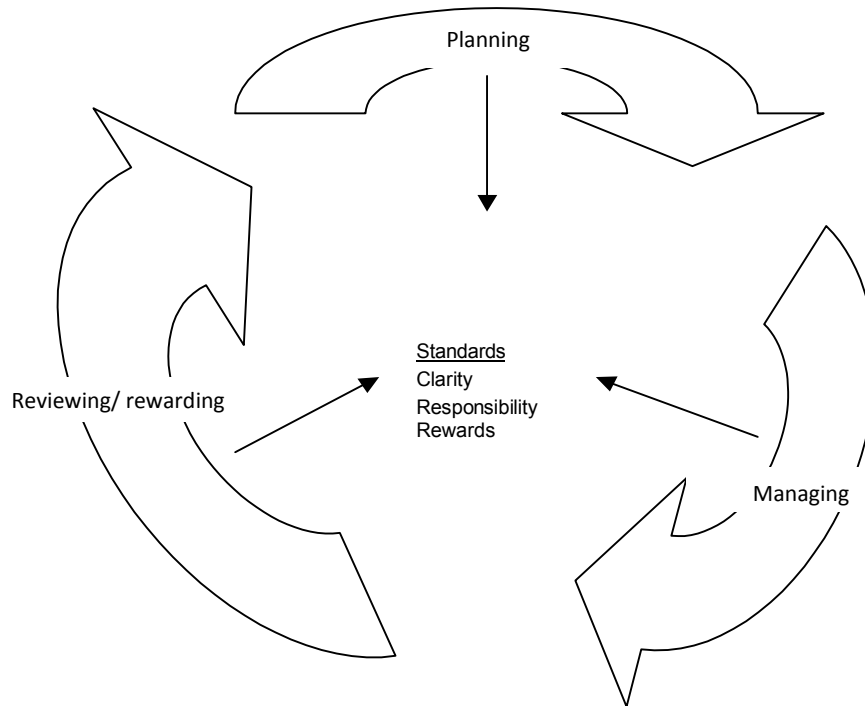 Planning
Standards
Clarity
Responsibility
Rewards
Reviewing/ rewarding
Managing